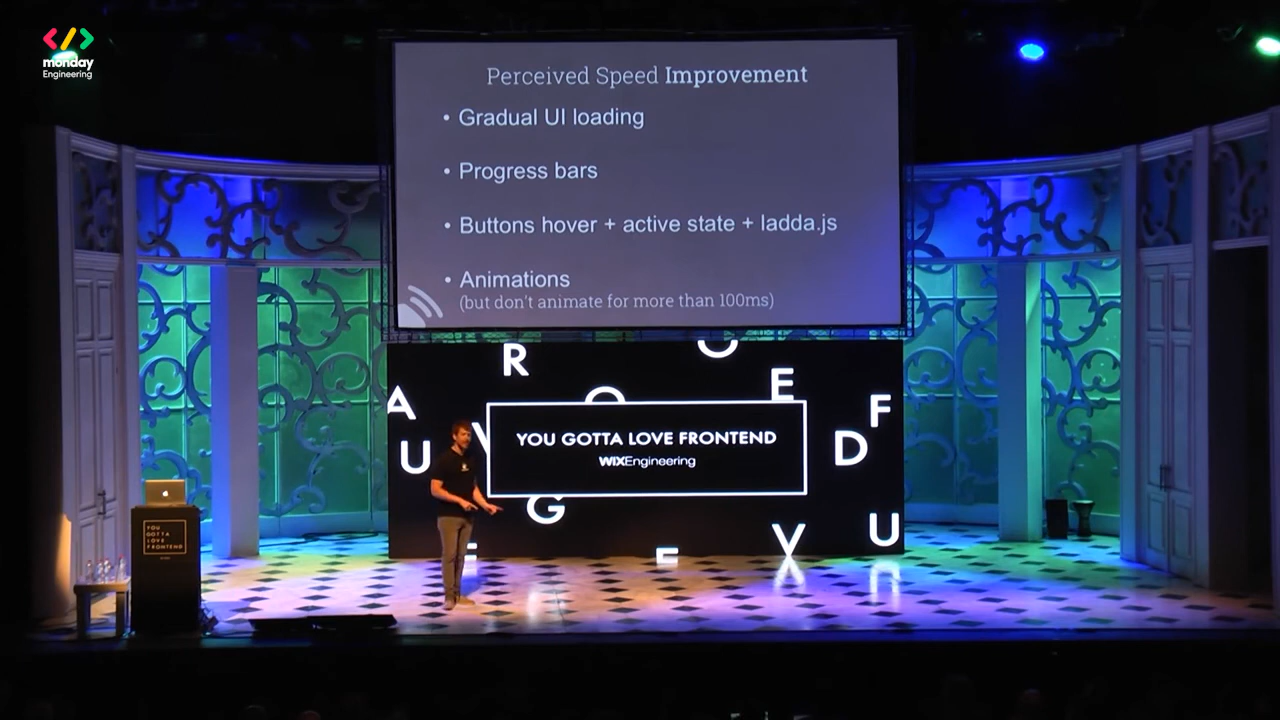 monday
Engineering
Perceived Speed Improvement
• Gradual UI loading
• Progress bars
• Buttons hover + active state + ladda.js
• Animations
(but don't animate for more than 100ms)
R
O
E
A
O
F
U
V
D
YOU GOTTA LOVE FRONTEND
WIXEngineering
G
V
U
E
YOU
GOTTA
LOVE
FRONTEND